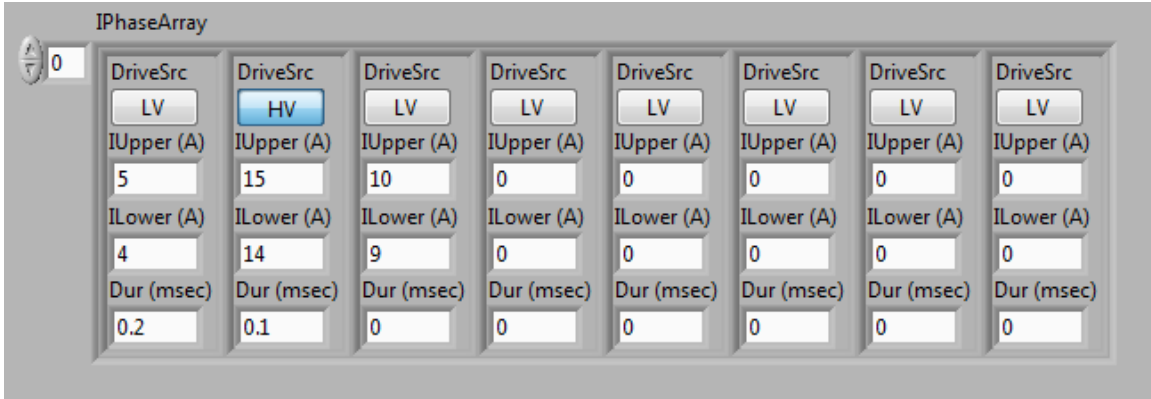 IPhaseArray
0
DriveSrc DriveSrc DriveSrc DriveSrc DriveSrc DriveSrc DriveSrc DriveSrc
LV HV LV LV LV LV LV LV
IUpper (A) IUpper (A) IUpper (A) IUpper (A) IUpper (A) IUpper (A) IUpper (A) IUpper (A)
5 15 10 0 0 0 0 0
ILower (A) ILower (A) ILower (A) ILower (A) ILower (A) ILower (A) ILower (A) ILower (A)
4 14 9 0 0 0 0 0
Dur (msec) Dur (msec) Dur (msec) Dur (msec) Dur (msec) Dur (msec) Dur (msec) Dur (msec)
0.2 0.1 0 0 0 0 0 0